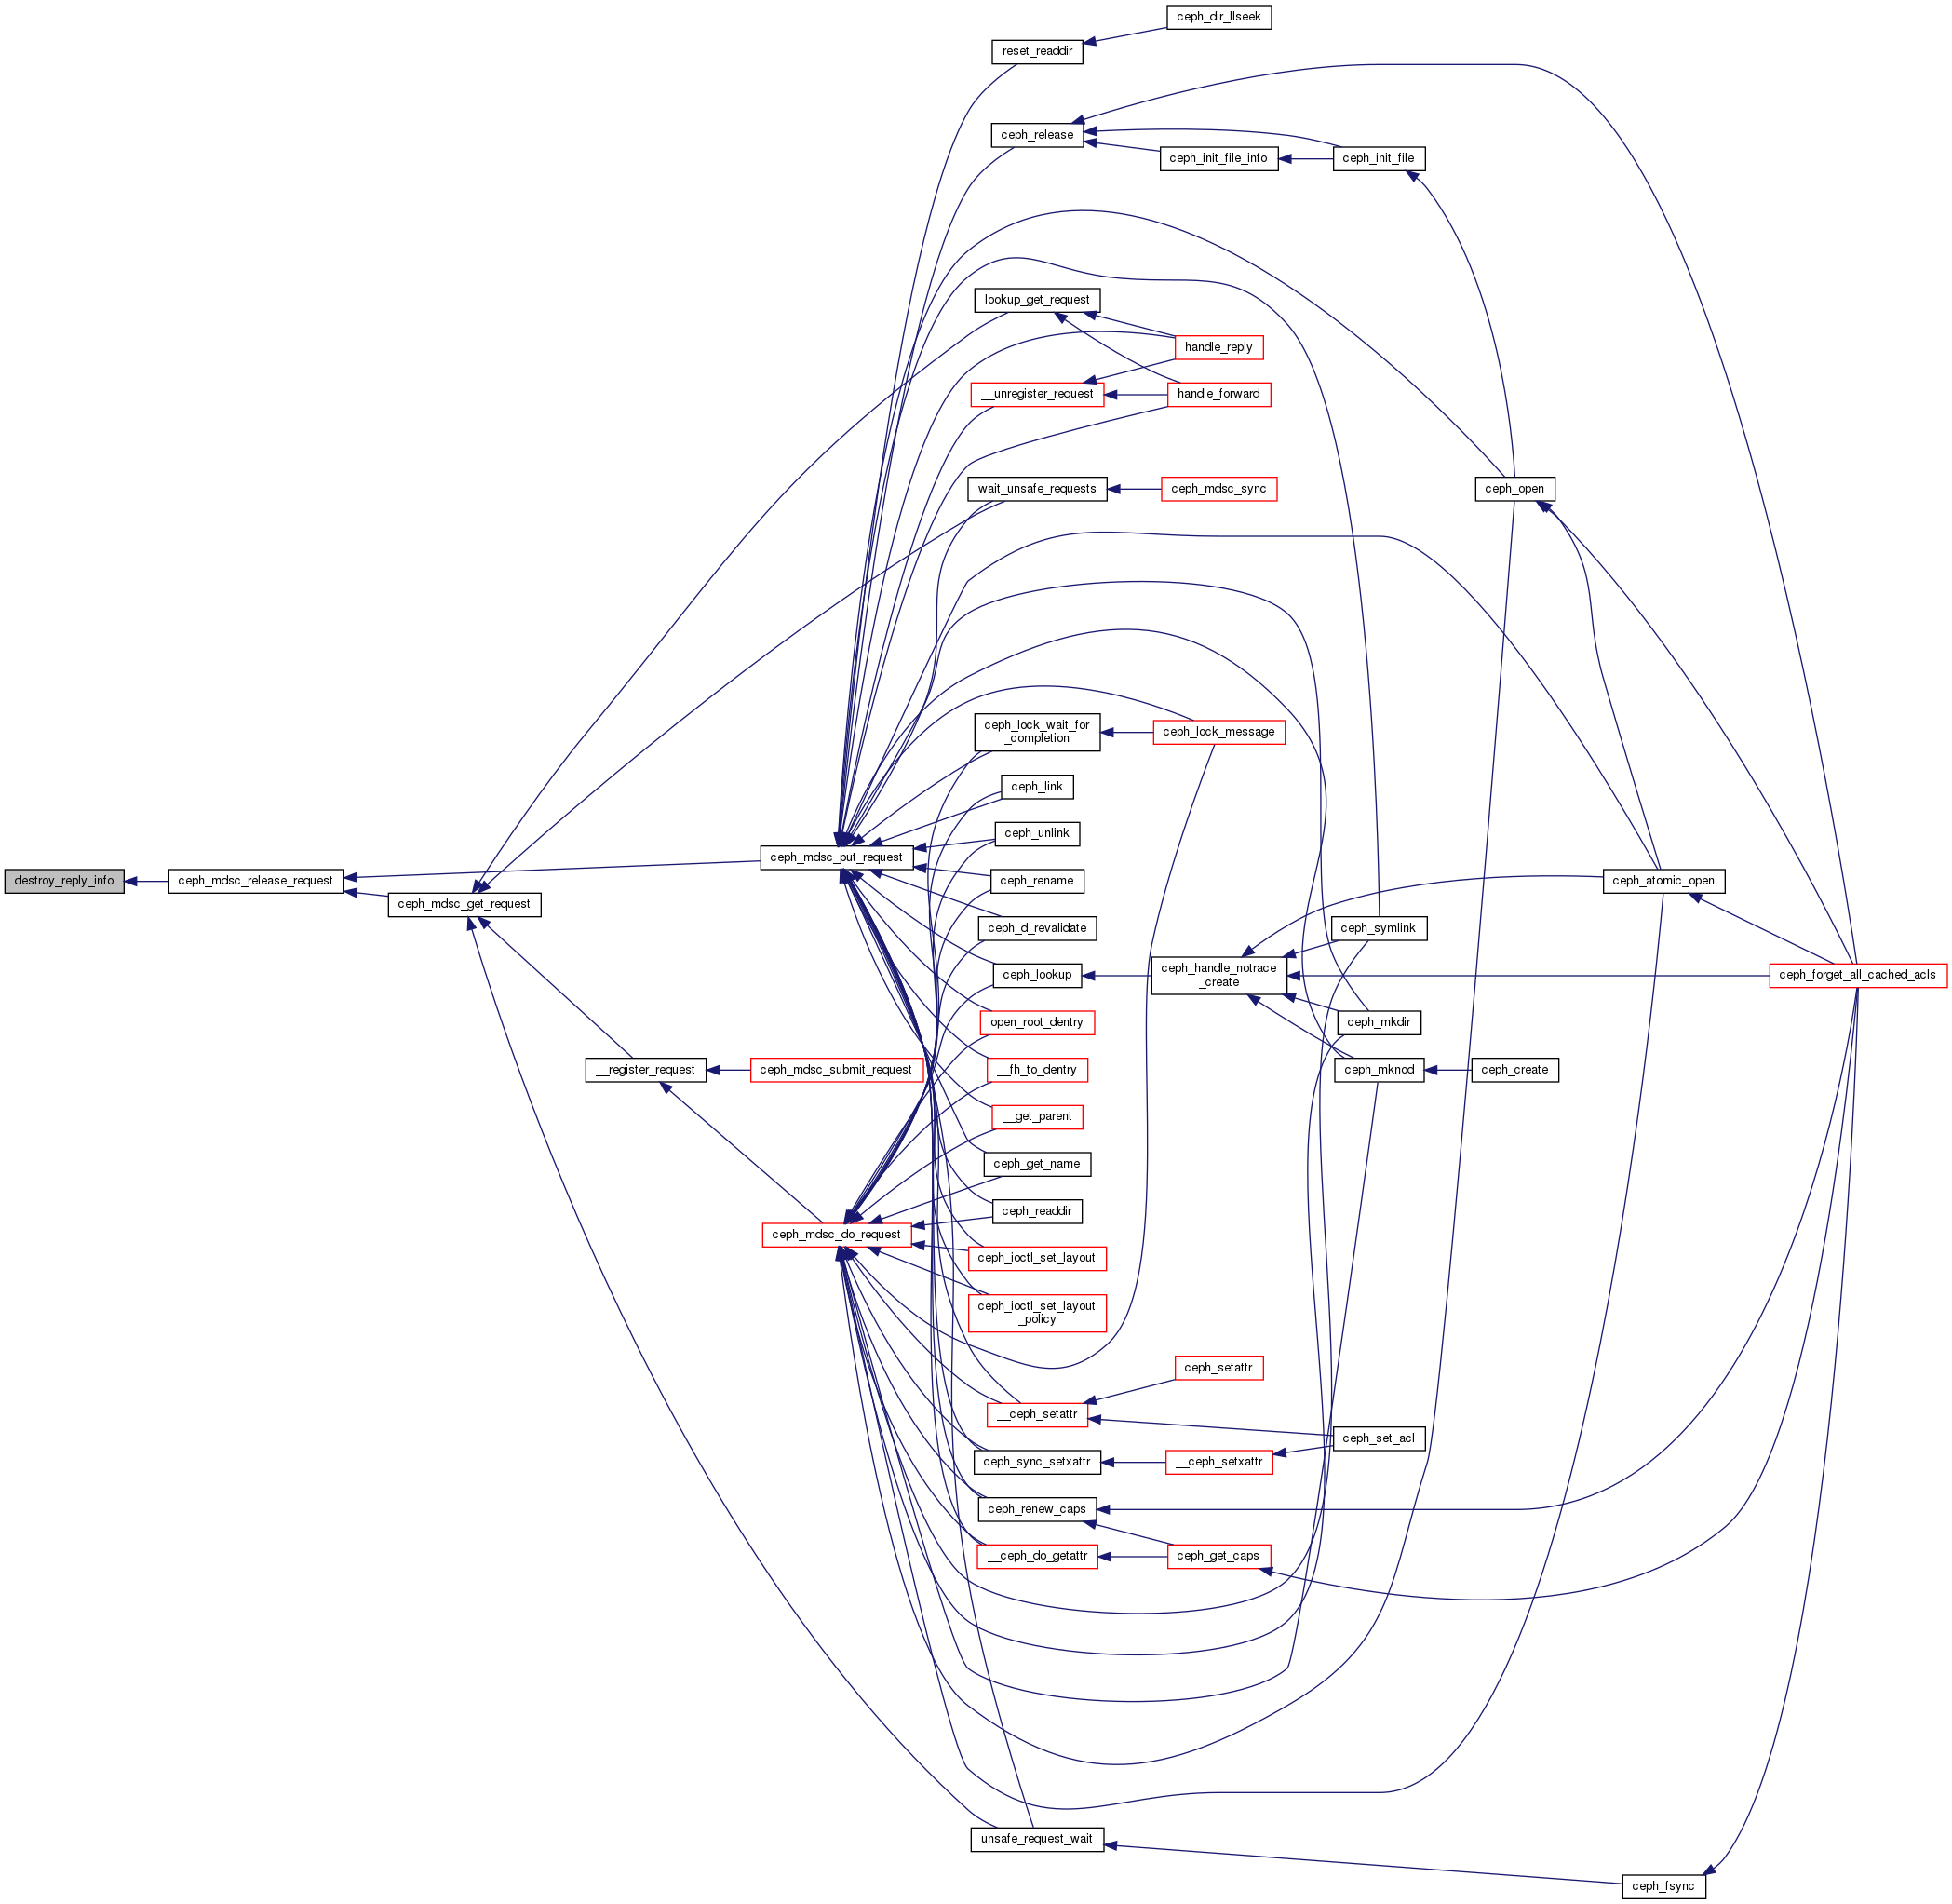 ceph_dir_llseek
reset_readdir
ceph_release
ceph_init_file_info
ceph_init_file
lookup_get_request
handle_reply
__unregister_request
handle_forward
wait_unsafe_requests
ceph_mdsc_sync
ceph_open
ceph_lock_wait_for
_completion
ceph_lock_message
ceph_link
ceph_unlink
ceph_mdsc_put_request
destroy_reply_info
ceph_mdsc_release_request
ceph_rename
ceph_atomic_open
ceph_mdsc_get_request
ceph_d_revalidate
ceph_symlink
ceph_lookup
ceph_handle_notrace
_create
ceph_forget_all_cached_acls
open_root_dentry
ceph_mkdir
__register_request
ceph_mdsc_submit_request
__fh_to_dentry
ceph_mknod
ceph_create
__get_parent
ceph_get_name
ceph_readdir
ceph_mdsc_do_request
ceph_ioctl_set_layout
ceph_ioctl_set_layout
_policy
ceph_setattr
__ceph_setattr
ceph_set_acl
ceph_sync_setxattr
__ceph_setxattr
ceph_renew_caps
__ceph_do_getattr
ceph_get_caps
unsafe_request_wait
ceph_fsync